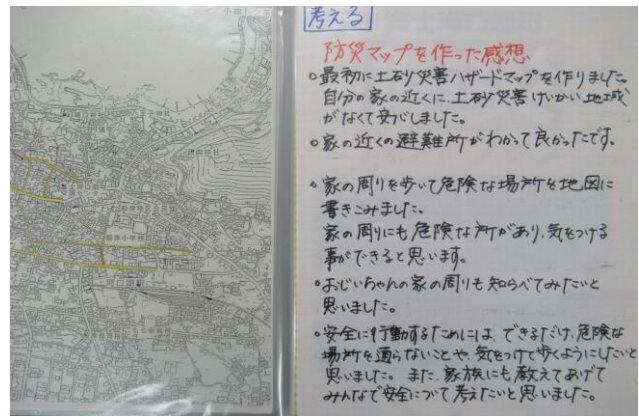 考える
防災マップを作った感想
○最初に土砂災害ハザードマップを作りました。
自分の家の近くに、土砂災害けいかい地域
がなくて安心しました。
○家の近くの避難所がわかって良かったです。
○家の周りを歩いて危険な場所を地図に
書きこみました。
家の周りにも危険な所があり、気をつける
事ができると思います。
○おじいちゃんの家の周りも知らべてみたいと
思いました。
○安全に行動するためには、できるだけ、危険な
場所を通らないことや、気をつけて歩くようにしたいと
思いました。また、家族にも教えてあげて
みんなで安全について考えたいと思いました。